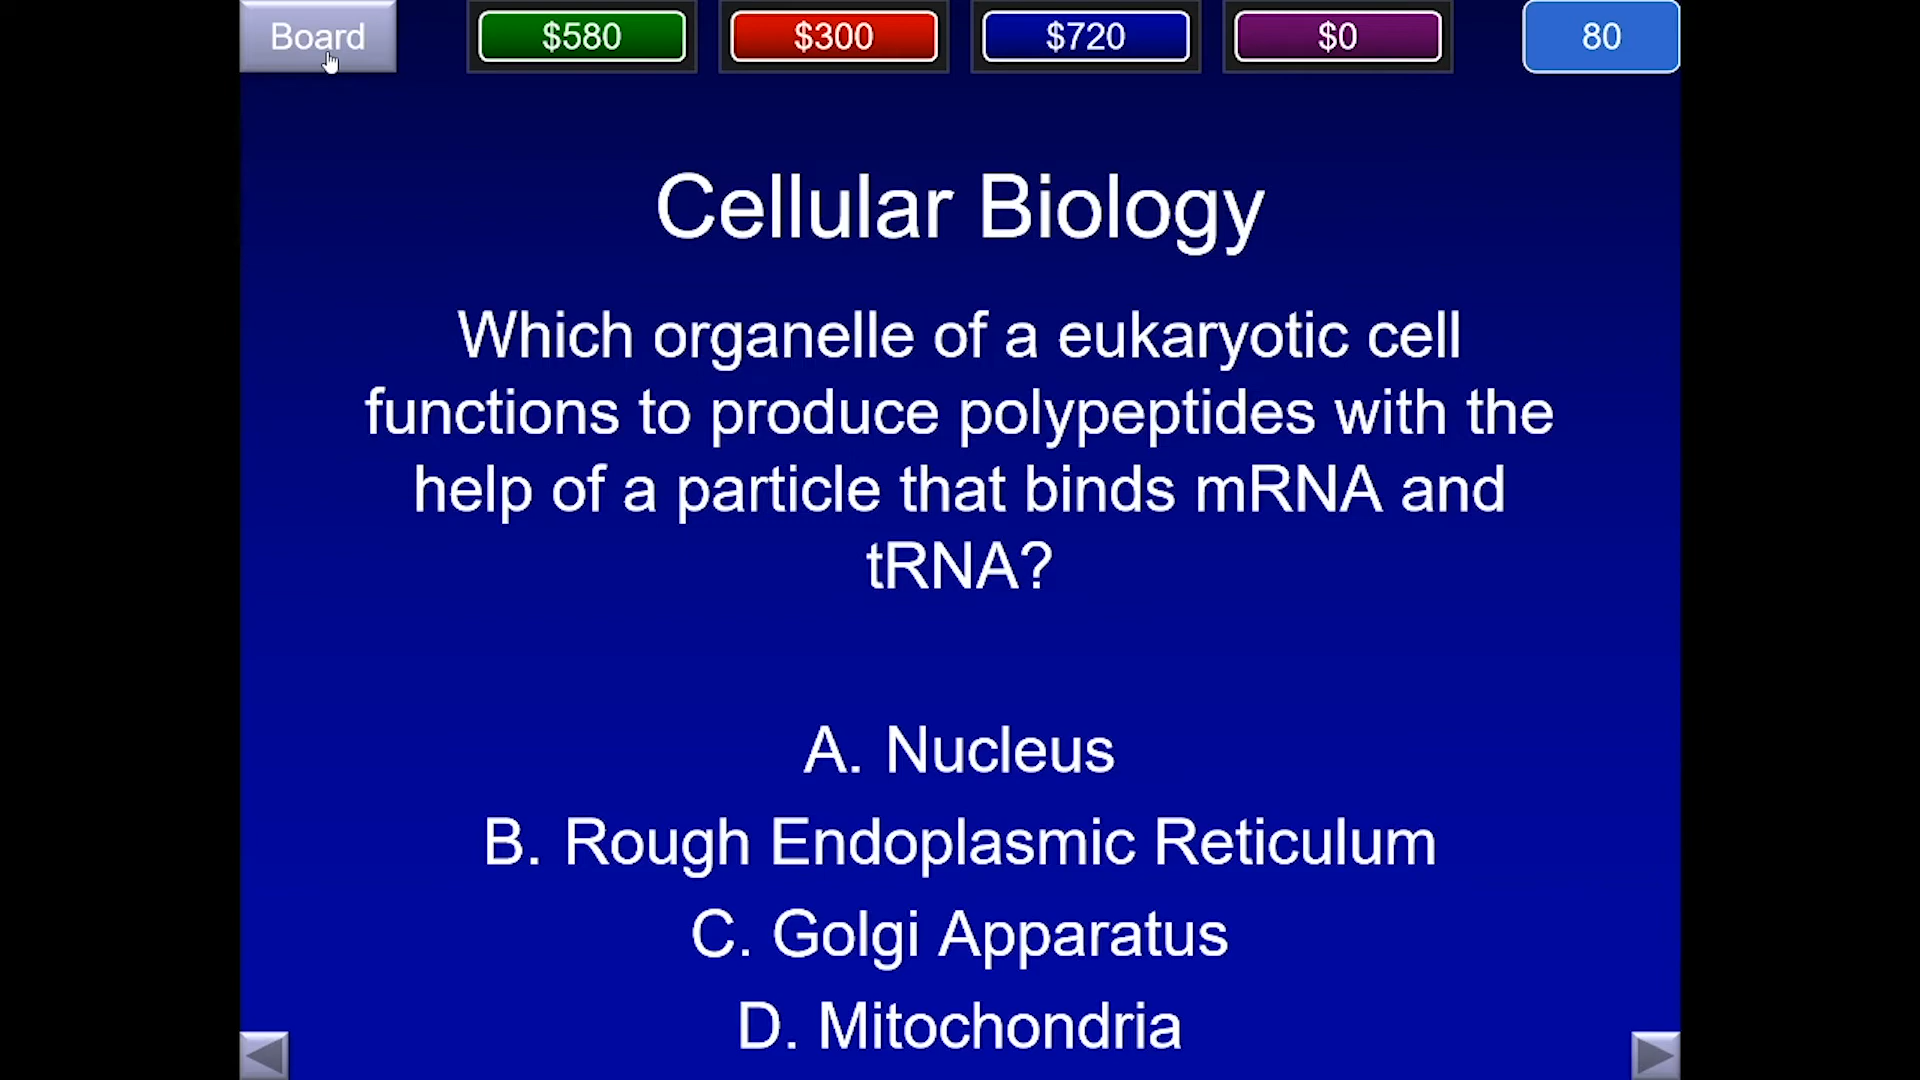 Board
$580
$300
$720
$0
80
Cellular Biology
Which organelle of a eukaryotic cell
functions to produce polypeptides with the
help of a particle that binds mRNA and
tRNA?
A. Nucleus
B. Rough Endoplasmic Reticulum
C. Golgi Apparatus
D. Mitochondria